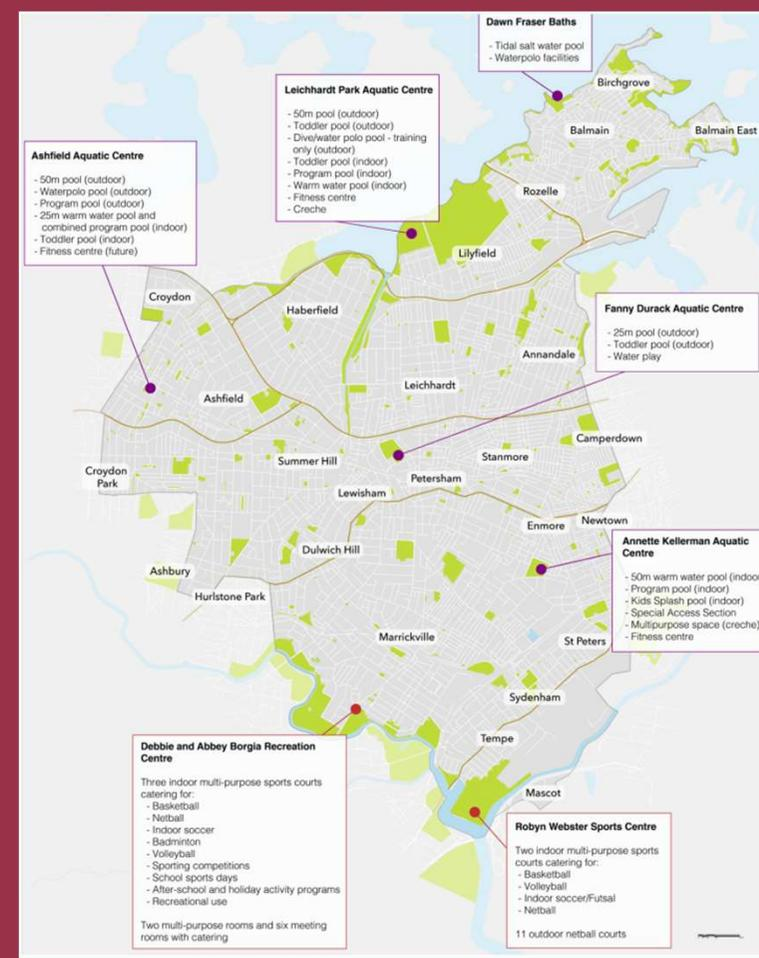 Dawn Fraser Baths
- Tidal salt water pool
- Waterpolo facilities
Birchgrove
Balmain
Balmain East
Leichhardt Park Aquatic Centre
- 50m pool (outdoor)
- Toddler pool (outdoor)
- Dive/water polo pool - training
only (outdoor)
- Toddler pool (indoor)
- Program pool (indoor)
- Warm water pool (indoor)
- Fitness centre
- Creche
Ashfield Aquatic Centre
- 50m pool (outdoor)
- Waterpolo pool (outdoor)
- Program pool (outdoor)
- 25m warm water pool and
combined program pool (indoor)
- Toddler pool (indoor)
- Fitness centre (future)
Rozelle
Lilyfield
Croydon
Haberfield
Fanny Durack Aquatic Centre
- 25m pool (outdoor)
- Toddler pool (outdoor)
- Water play
Annandale
Leichhardt
Ashfield
Camperdown
Summer Hill
Stanmore
Croydon
Park
Petersham
Lewisham
Enmore
Newtown
Dulwich Hill
Annette Kellerman Aquatic
Centre
- 50m warm water pool (indoor
- Program pool (indoor)
- Kids Splash pool (indoor)
- Special Access Section
- Multipurpose space (creche)
- Fitness centre
Ashbury
Hurlstone Park
Marrickville
St Peters
Sydenham
Tempe
Mascot
Debbie and Abbey Borgia Recreation
Centre
Three indoor multi-purpose sports courts
catering for:
- Basketball
- Netball
- Indoor soccer
- Badminton
- Volleyball
- Sporting competitions
- School sports days
- After-school and holiday activity programs
- Recreational use
Two multi-purpose rooms and six meeting
rooms with catering
Robyn Webster Sports Centre
Two indoor multi-purpose sports
courts catering for:
- Basketball
- Volleyball
- Indoor soccer/Futsal
- Netball
11 outdoor netball courts